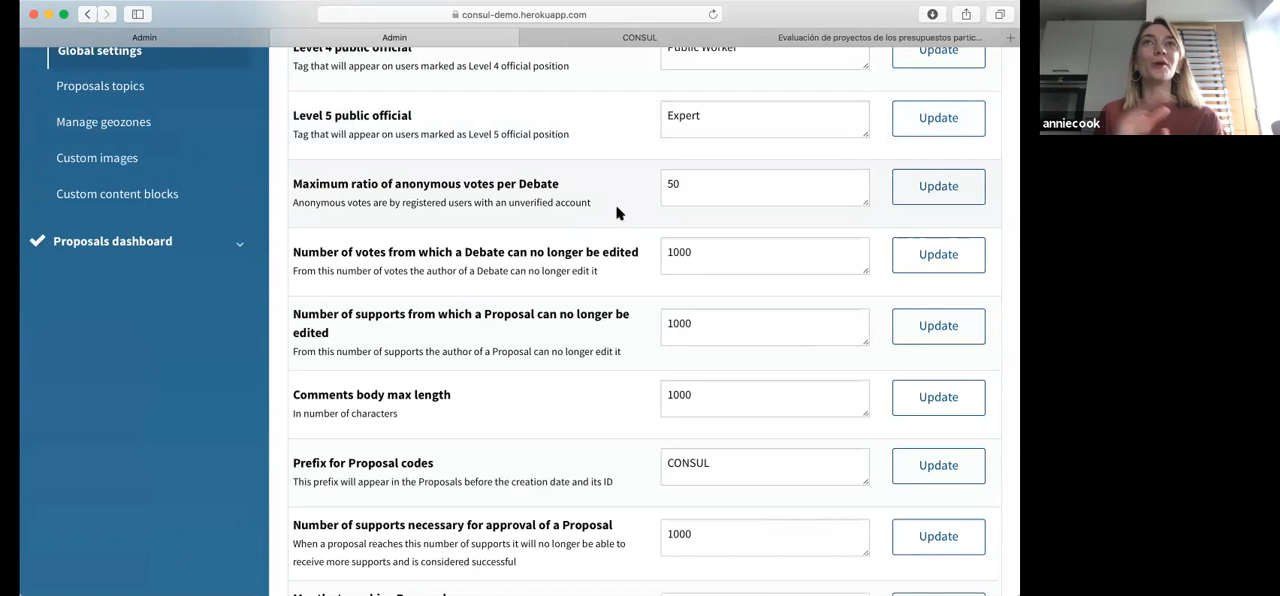 consul-demo.herokuapp.com
Admin
Admin
CONSUL
Evaluación de proyectos de los presupuestos partic...
Global settings
Proposals topics
Manage geozones
Custom images
Custom content blocks
Proposals dashboard
Level 4 public official
Tag that will appear on users marked as Level 4 official position
Public Worker
Update
Level 5 public official
Tag that will appear on users marked as Level 5 official position
Expert
Update
Maximum ratio of anonymous votes per Debate
Anonymous votes are by registered users with an unverified account
50
Update
Number of votes from which a Debate can no longer be edited
From this number of votes the author of a Debate can no longer edit it
1000
Update
Number of supports from which a Proposal can no longer be
edited
From this number of supports the author of a Proposal can no longer edit it
1000
Update
Comments body max length
In number of characters
1000
Update
Prefix for Proposal codes
This prefix will appear in the Proposals before the creation date and its ID
CONSUL
Update
Number of supports necessary for approval of a Proposal
When a proposal reaches this number of supports it will no longer be able to
receive more supports and is considered successful
1000
Update
anniecook